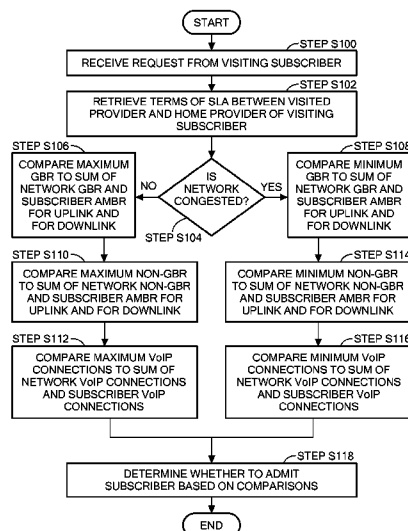 START
STEP S100
RECEIVE REQUEST FROM VISITING SUBSCRIBER
STEP S102
RETRIEVE TERMS OF SLA BETWEEN VISITED
PROVIDER AND HOME PROVIDER OF VISITING
SUBSCRIBER
STEP S106
COMPARE MAXIMUM
GBR TO SUM OF
NETWORK GBR AND
SUBSCRIBER AMBR
FOR UPLINK AND
FOR DOWNLINK
NO
IS
NETWORK
CONGESTED?
YES
STEP S104
STEP S108
COMPARE MINIMUM
GBR TO SUM OF
NETWORK GBR AND
SUBSCRIBER AMBR
FOR UPLINK AND
FOR DOWNLINK
STEP S110
COMPARE MAXIMUM NON-GBR
TO SUM OF NETWORK NON-GBR
AND SUBSCRIBER AMBR FOR
UPLINK AND FOR DOWNLINK
STEP S114
COMPARE MINIMUM NON-GBR
TO SUM OF NETWORK NON-GBR
AND SUBSCRIBER AMBR FOR
UPLINK AND FOR DOWNLINK
STEP S112
COMPARE MAXIMUM VoIP
CONNECTIONS TO SUM OF
NETWORK VoIP CONNECTIONS
AND SUBSCRIBER VoIP
CONNECTIONS
STEP S116
COMPARE MINIMUM VoIP
CONNECTIONS TO SUM OF
NETWORK VoIP CONNECTIONS
AND SUBSCRIBER VoIP
CONNECTIONS
STEP S118
DETERMINE WHETHER TO ADMIT
SUBSCRIBER BASED ON COMPARISONS
END